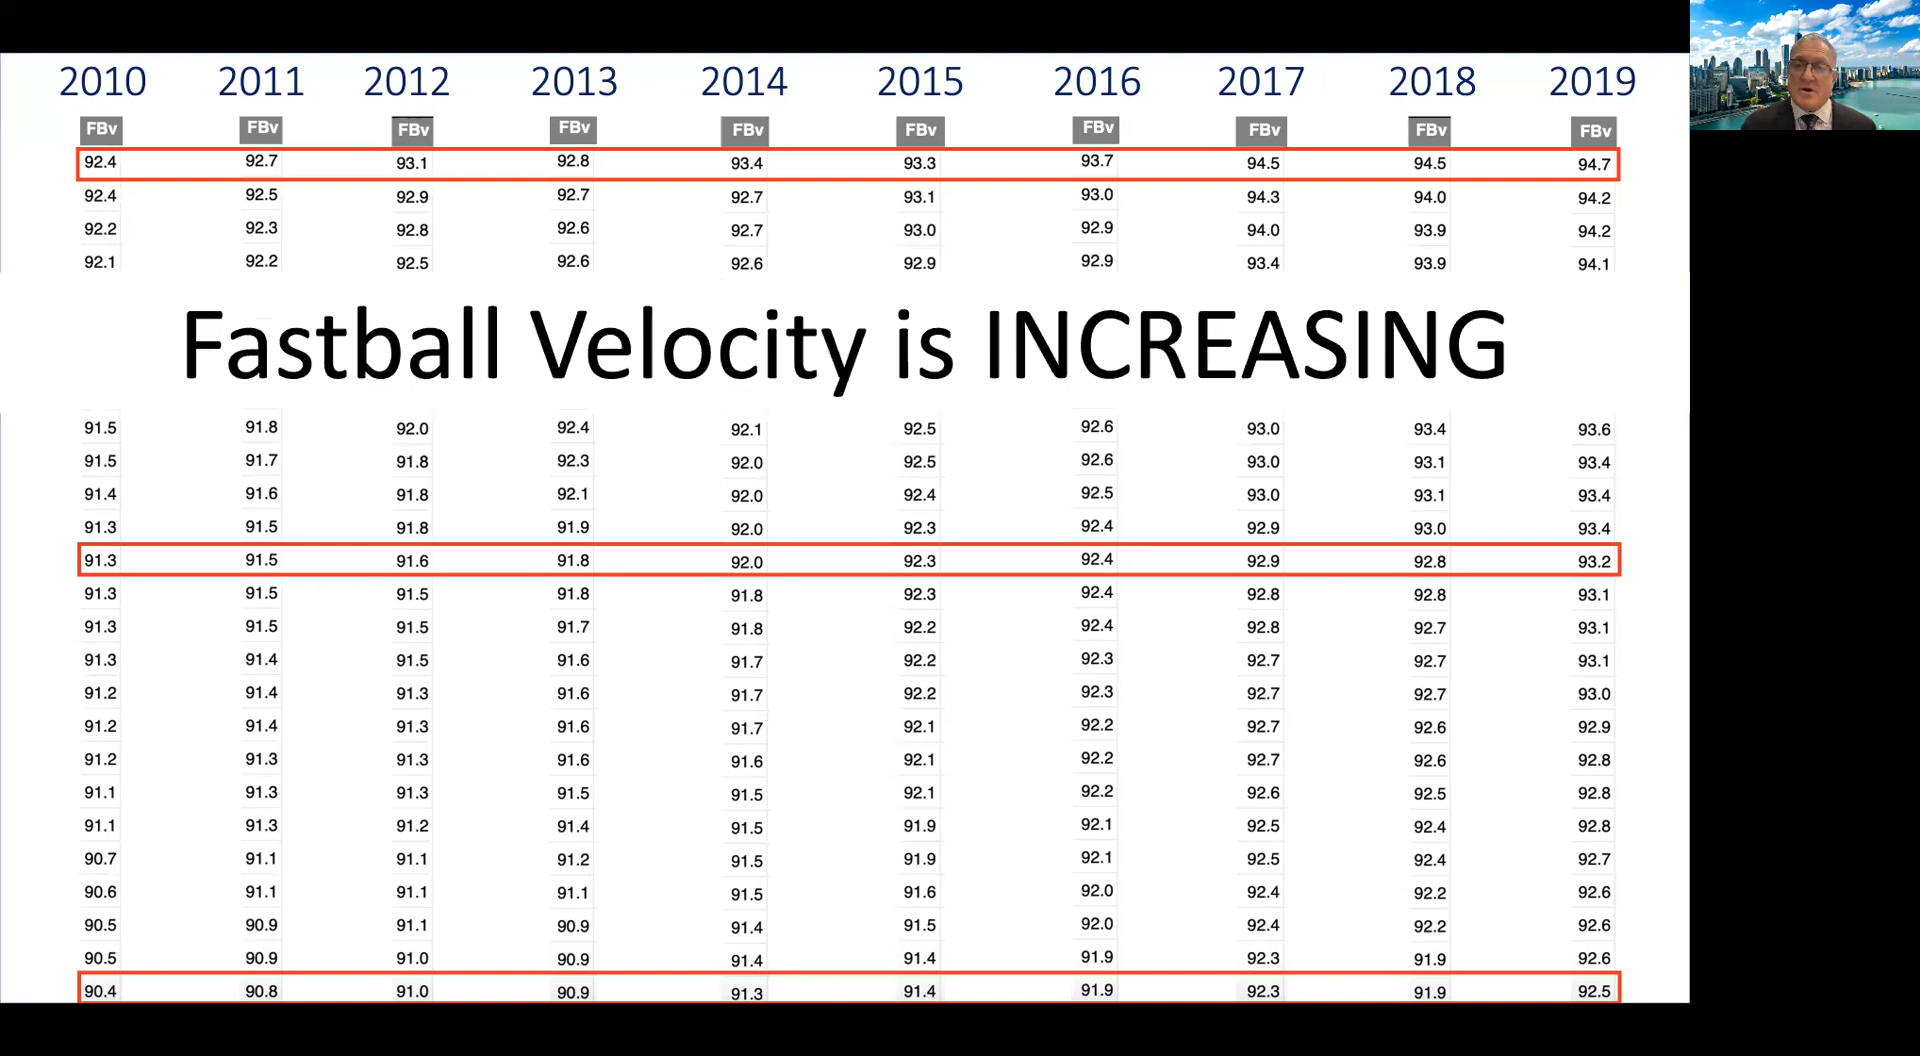 2010 2011 2012 2013 2014 2015 2016 2017 2018 2019
FBv FBv FBv FBv FBv FBv FBv FBv FBv FBv
92.4 92.7 93.1 92.8 93.4 93.3 93.7 94.5 94.5 94.7
92.4 92.5 92.9 92.7 92.7 93.1 93.0 94.3 94.0 94.2
92.2 92.3 92.8 92.6 92.7 93.0 92.9 94.0 93.9 94.2
92.1 92.2 92.5 92.6 92.6 92.9 92.9 93.4 93.9 94.1
Fastball Velocity is INCREASING
91.5 91.8 92.0 92.4 92.1 92.5 92.6 93.0 93.4 93.6
91.5 91.7 91.8 92.3 92.0 92.5 92.6 93.0 93.1 93.4
91.4 91.6 91.8 92.1 92.0 92.4 92.5 93.0 93.1 93.4
91.3 91.5 91.8 91.9 92.0 92.3 92.4 92.9 93.0 93.4
91.3 91.5 91.6 91.8 92.0 92.3 92.4 92.9 92.8 93.2
91.3 91.5 91.5 91.8 91.8 92.3 92.4 92.8 92.8 93.1
91.3 91.5 91.5 91.7 91.8 92.2 92.4 92.8 92.7 93.1
91.3 91.4 91.5 91.6 91.7 92.2 92.3 92.7 92.7 93.1
91.2 91.4 91.3 91.6 91.7 92.2 92.3 92.7 92.7 93.0
91.2 91.4 91.3 91.6 91.7 92.1 92.2 92.7 92.6 92.9
91.2 91.3 91.3 91.6 91.6 92.1 92.2 92.7 92.6 92.8
91.1 91.3 91.3 91.5 91.5 92.1 92.2 92.6 92.5 92.8
91.1 91.3 91.2 91.4 91.5 91.9 92.1 92.5 92.4 92.8
90.7 91.1 91.1 91.2 91.5 91.9 92.1 92.5 92.4 92.7
90.6 91.1 91.1 91.1 91.5 91.6 92.0 92.4 92.2 92.6
90.5 90.9 91.1 90.9 91.4 91.5 92.0 92.4 92.2 92.6
90.5 90.9 91.0 90.9 91.4 91.4 91.9 92.3 91.9 92.6
90.4 90.8 91.0 90.9 91.3 91.4 91.9 92.3 91.9 92.5